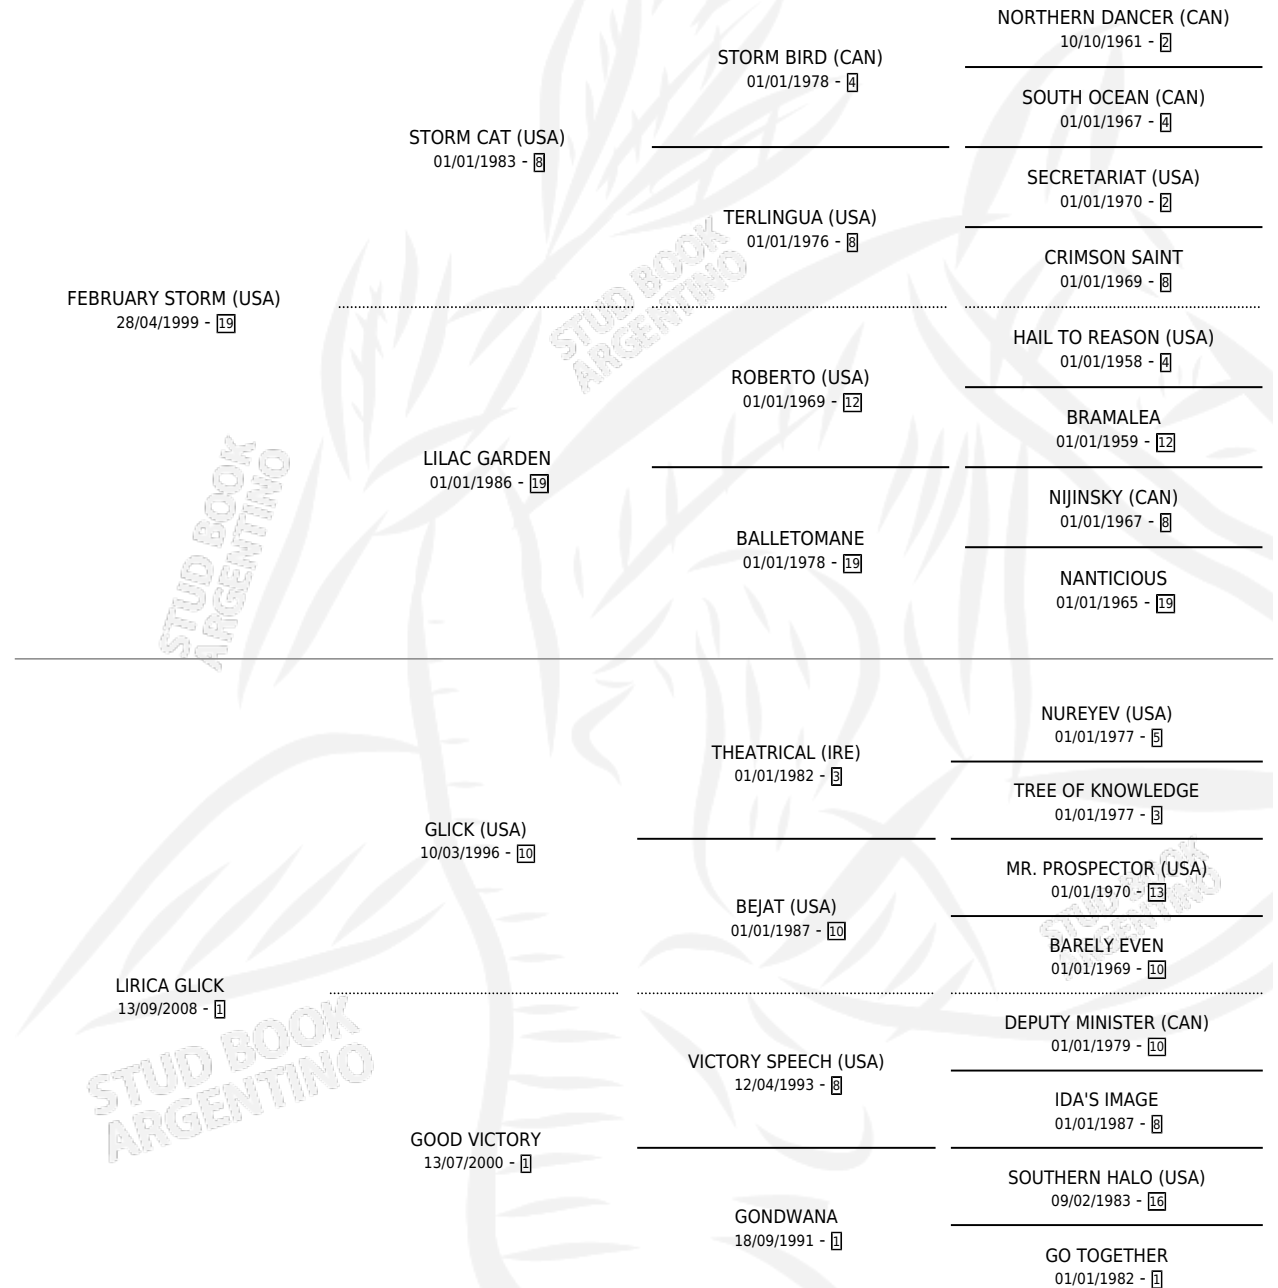 NORTHERN DANCER (CAN)
10/10/1961 - 2
STORM BIRD (CAN)
01/01/1978 - 4
SOUTH OCEAN (CAN)
01/01/1967 - 4
STORM CAT (USA)
01/01/1983 - 8
SECRETARIAT (USA)
01/01/1970 - 2
TERLINGUA (USA)
01/01/1976 - 8
CRIMSON SAINT
01/01/1969 - 8
FEBRUARY STORM (USA)
28/04/1999 - 19
HAIL TO REASON (USA)
01/01/1958 - 4
ROBERTO (USA)
01/01/1969 - 12
BRAMALEA
01/01/1959 - 12
LILAC GARDEN
01/01/1986 - 19
NIJINSKY (CAN)
01/01/1967 - 8
BALLETOMANE
01/01/1978 - 19
NANTICIOUS
01/01/1965 - 19
NUREYEV (USA)
01/01/1977 - 5
THEATRICAL (IRE)
01/01/1982 - 3
TREE OF KNOWLEDGE
01/01/1977 - 3
GLICK (USA)
10/03/1996 - 10
MR. PROSPECTOR (USA)
01/01/1970 - 13
BEJAT (USA)
01/01/1987 - 10
BARELY EVEN
01/01/1969 - 10
LIRICA GLICK
13/09/2008 - 1
DEPUTY MINISTER (CAN)
01/01/1979 - 10
VICTORY SPEECH (USA)
12/04/1993 - 8
IDA'S IMAGE
01/01/1987 - 8
GOOD VICTORY
13/07/2000 - 1
SOUTHERN HALO (USA)
09/02/1983 - 16
GONDWANA
18/09/1991 - 1
GO TOGETHER
01/01/1982 - 1
STUD BOOK
ARGENTINO
STUD BOOK
ARGENTINO
STUD BOOK
ARGENTINO
STUD BOOK
ARGENTINO